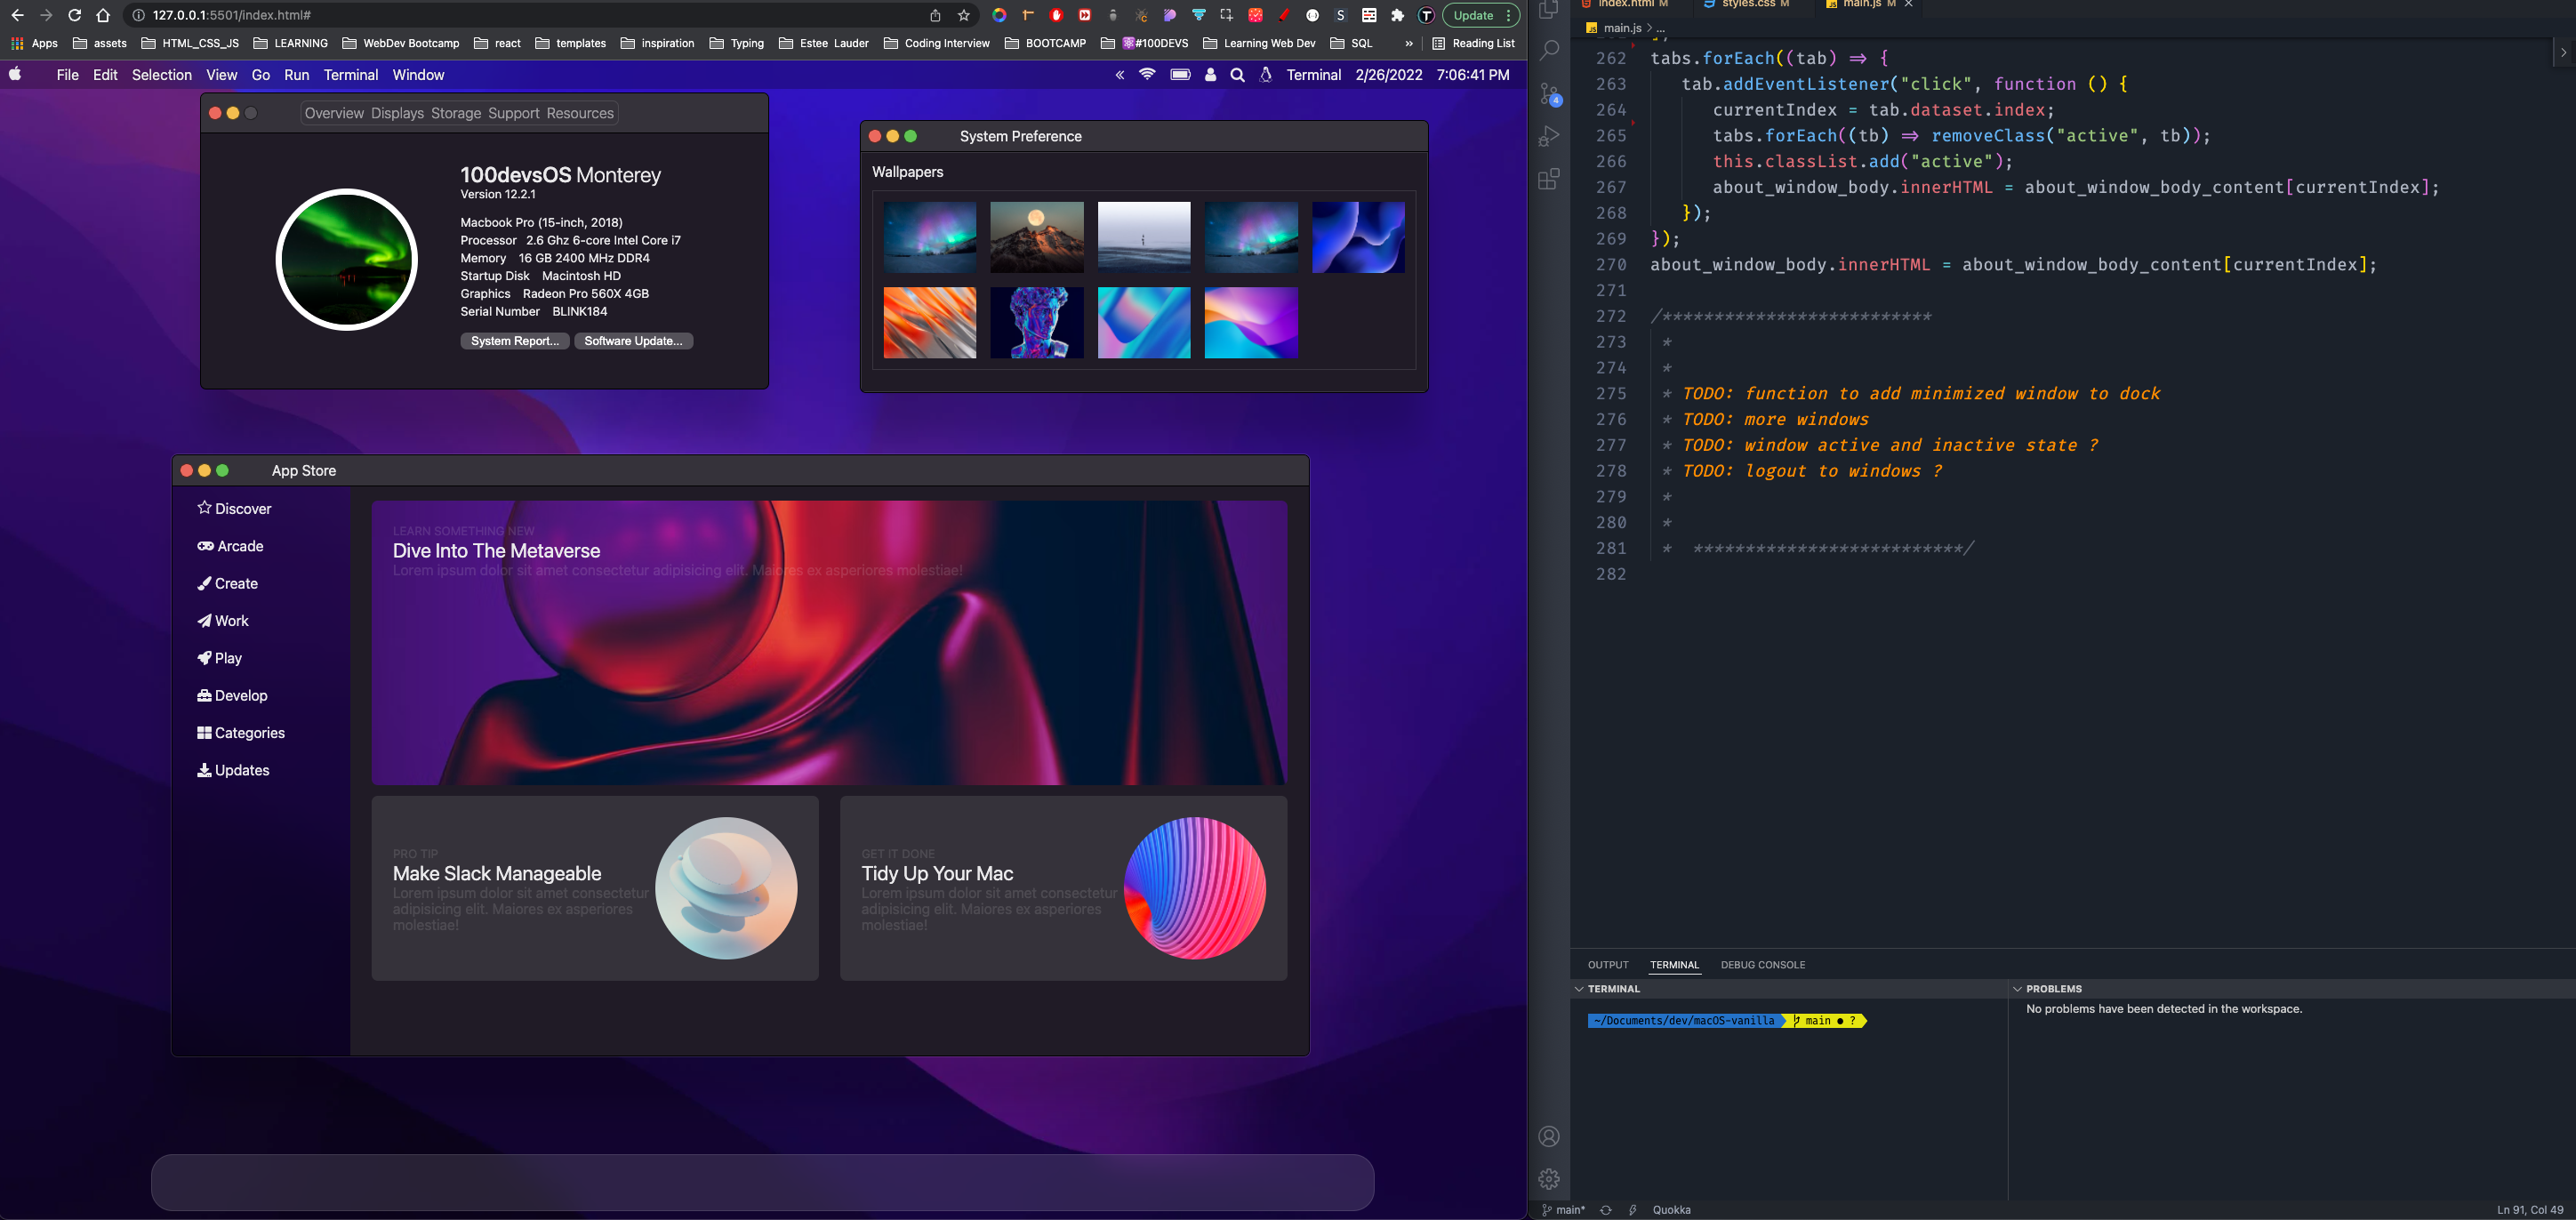 127.0.0.1:5501/index.html#
Update
Apps assets HTML_CSS_JS LEARNING WebDev Bootcamp react templates inspiration Typing Estee Lauder Coding Interview BOOTCAMP #100DEVS Learning Web Dev SQL » Reading List
File Edit Selection View Go Run Terminal Window
« Terminal 2/26/2022 7:06:41 PM
Overview Displays Storage Support Resources
100devsOS Monterey
Version 12.2.1
Macbook Pro (15-inch, 2018)
Processor 2.6 Ghz 6-core Intel Core i7
Memory 16 GB 2400 MHz DDR4
Startup Disk Macintosh HD
Graphics Radeon Pro 560X 4GB
Serial Number BLINK184
System Report... Software Update...
System Preference
Wallpapers
App Store
Discover
Arcade
Create
Work
Play
Develop
Categories
Updates
LEARN SOMETHING NEW
Dive Into The Metaverse
Lorem ipsum dolor sit amet consectetur adipisicing elit. Maiores ex asperiores molestiae!
PRO TIP
Make Slack Manageable
Lorem ipsum dolor sit amet consectetur
adipisicing elit. Maiores ex asperiores
molestiae!
GET IT DONE
Tidy Up Your Mac
Lorem ipsum dolor sit amet consectetur
adipisicing elit. Maiores ex asperiores
molestiae!
index.html M styles.css M main.js M
main.js > ...
262 tabs.forEach((tab) => {
263 tab.addEventListener("click", function () {
264 currentIndex = tab.dataset.index;
265 tabs.forEach((tb) => removeClass("active", tb));
266 this.classList.add("active");
267 about_window_body.innerHTML = about_window_body_content[currentIndex];
268 });
269 });
270 about_window_body.innerHTML = about_window_body_content[currentIndex];
271
272 /**************************
273 *
274 *
275 * TODO: function to add minimized window to dock
276 * TODO: more windows
277 * TODO: window active and inactive state ?
278 * TODO: logout to windows ?
279 *
280 *
281 * **************************/
282
4
OUTPUT TERMINAL DEBUG CONSOLE
TERMINAL
~/Documents/dev/macOS-vanilla main ● ?
PROBLEMS
No problems have been detected in the workspace.
main* Quokka
Ln 91, Col 49